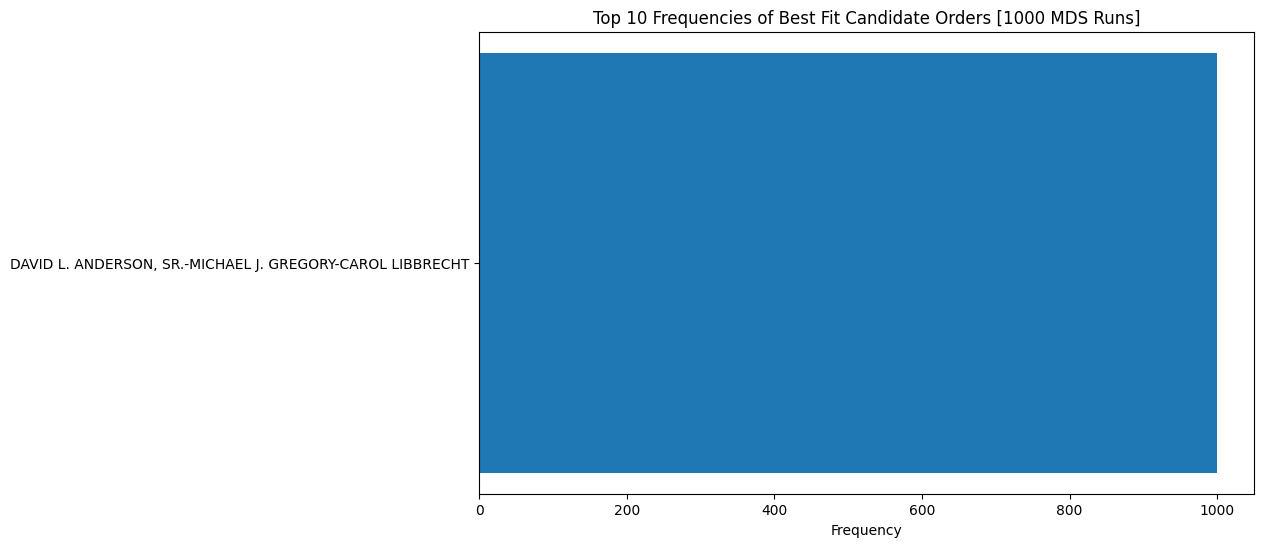 Top 10 Frequencies of Best Fit Candidate Orders [1000 MDS Runs]
DAVID L. ANDERSON, SR.-MICHAEL J. GREGORY-CAROL LIBBRECHT
0 200 400 600 800 1000
Frequency